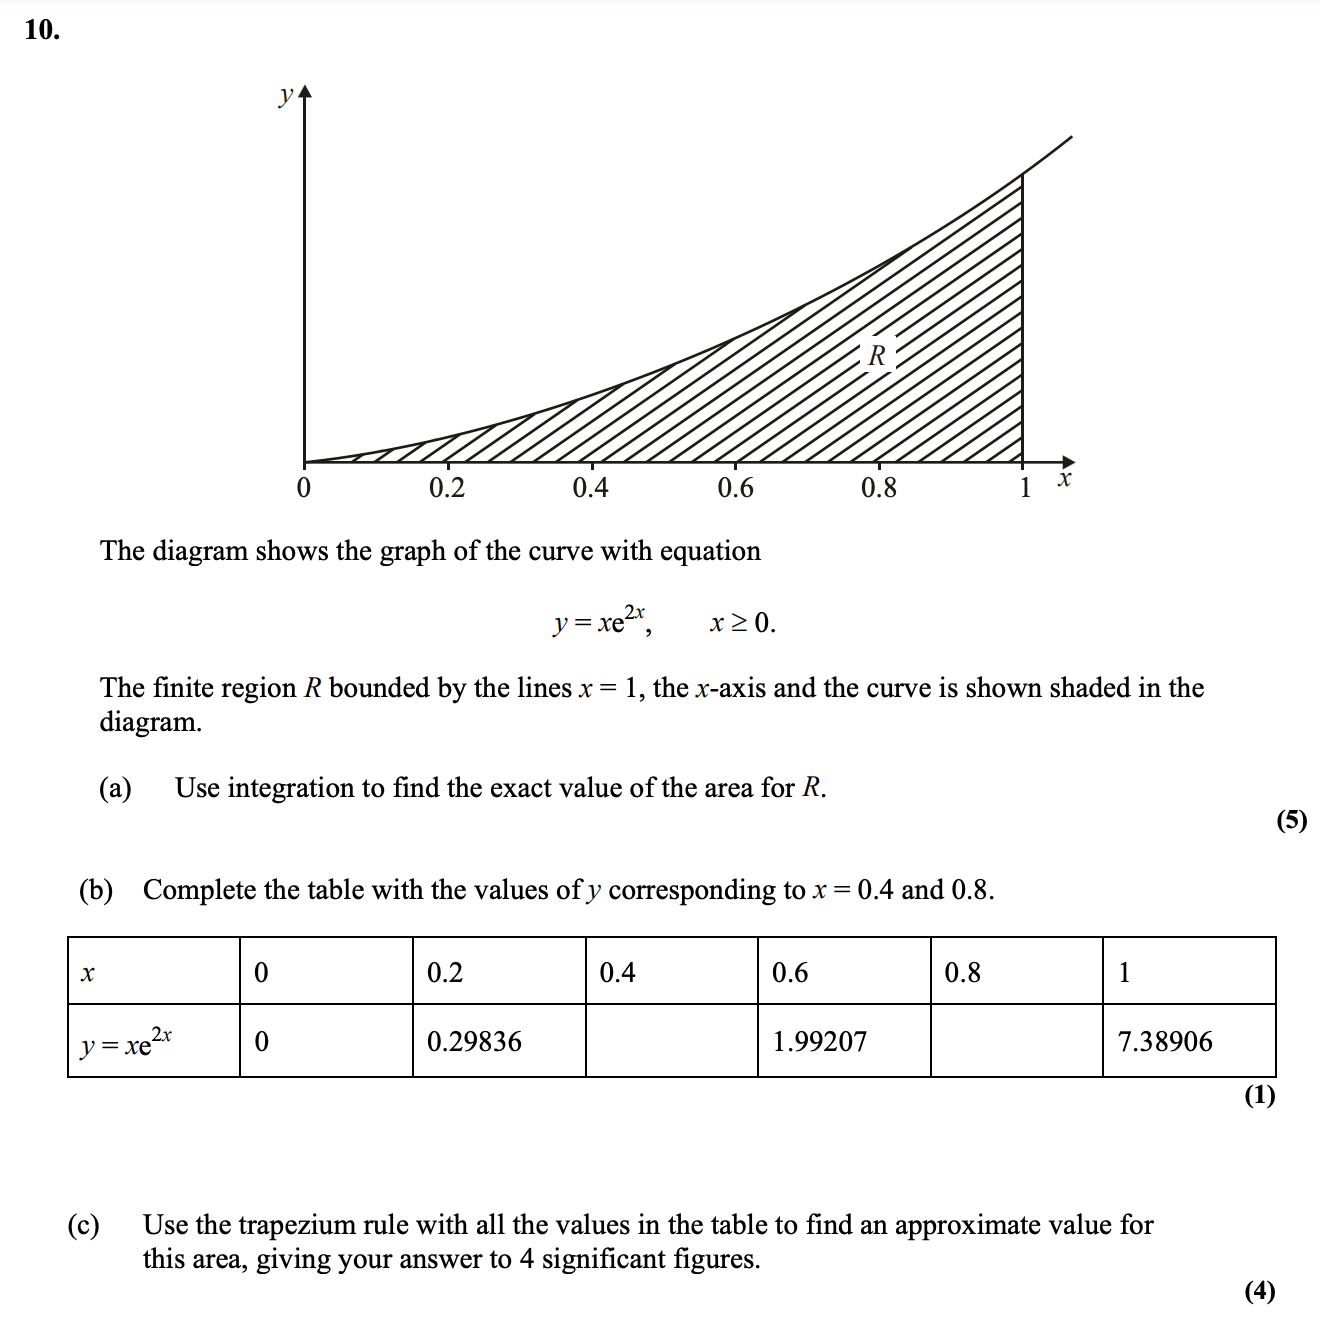 10.
y
R
0 0.2 0.4 0.6 0.8 1 x
The diagram shows the graph of the curve with equation
y = xe^{2x}, x ≥ 0.
The finite region R bounded by the lines x = 1, the x-axis and the curve is shown shaded in the
diagram.
(a) Use integration to find the exact value of the area for R.
(5)
(b) Complete the table with the values of y corresponding to x = 0.4 and 0.8.
x 0 0.2 0.4 0.6 0.8 1
y = xe^{2x} 0 0.29836 1.99207 7.38906
(1)
(c) Use the trapezium rule with all the values in the table to find an approximate value for
this area, giving your answer to 4 significant figures.
(4)